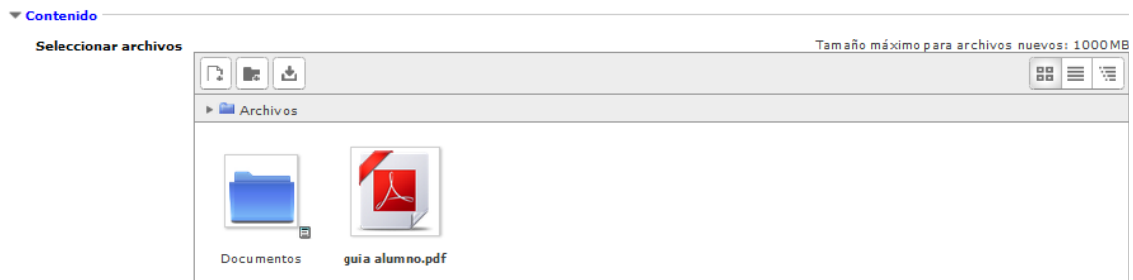 Contenido
Seleccionar archivos
Tamaño máximo para archivos nuevos: 1000MB
Archivos
Documentos
guia alumno.pdf